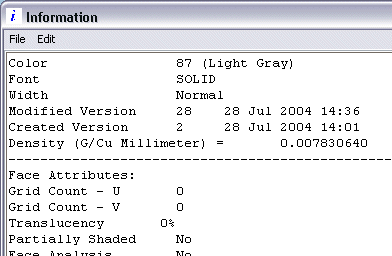 i Information
File Edit
Color 87 (Light Gray)
Font SOLID
Width Normal
Modified Version 28 28 Jul 2004 14:36
Created Version 2 28 Jul 2004 14:01
Density (G/Cu Millimeter) = 0.007830640
Face Attributes:
Grid Count - U 0
Grid Count - V 0
Translucency 0%
Partially Shaded No
Face Analysis No